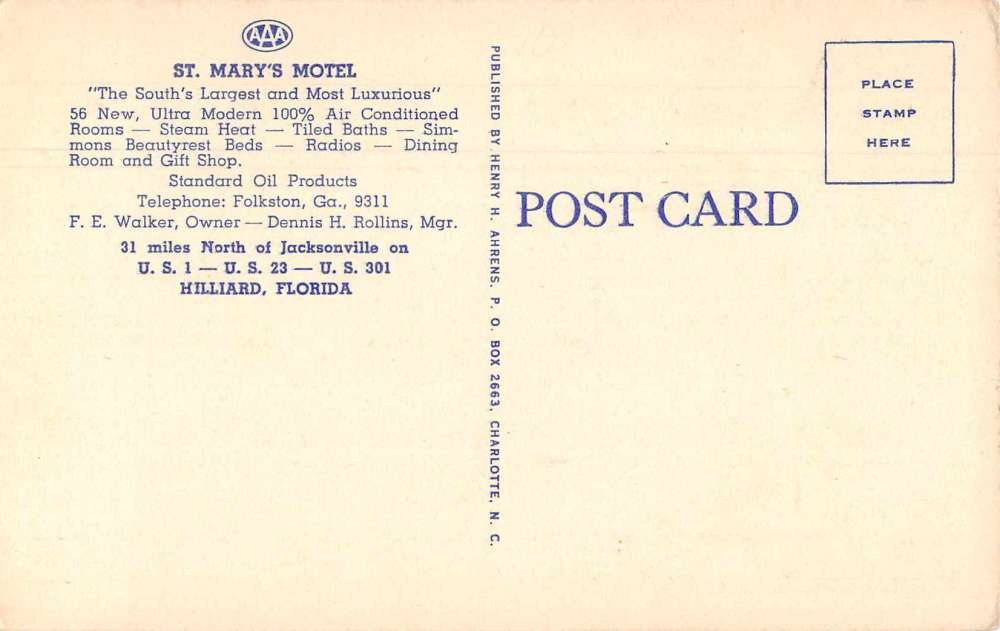 AAA
ST. MARY'S MOTEL
"The South's Largest and Most Luxurious"
56 New, Ultra Modern 100% Air Conditioned
Rooms — Steam Heat — Tiled Baths — Sim-
mons Beautyrest Beds — Radios — Dining
Room and Gift Shop.
Standard Oil Products
Telephone: Folkston, Ga., 9311
F. E. Walker, Owner — Dennis H. Rollins, Mgr.
31 miles North of Jacksonville on
U. S. 1 — U. S. 23 — U. S. 301
HILLIARD, FLORIDA
PUBLISHED BY HENRY H. AHRENS, P. O. BOX 2663, CHARLOTTE, N. C.
POST CARD
PLACE
STAMP
HERE